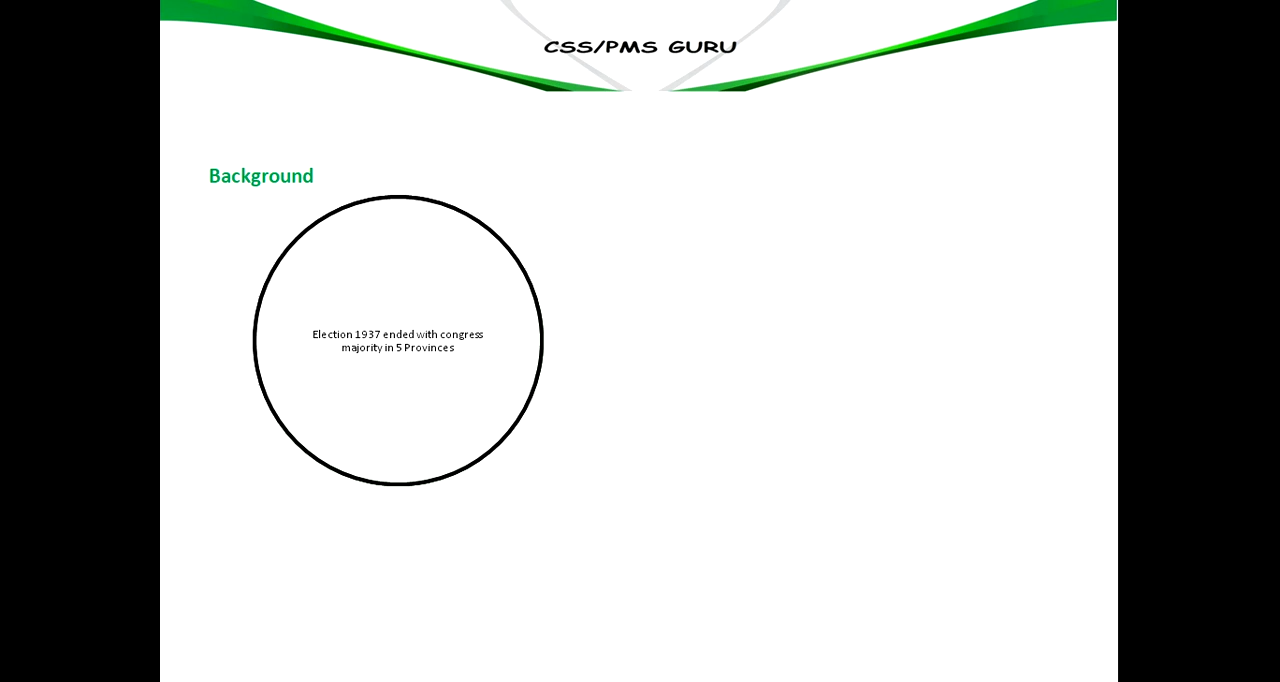 CSS/PMS GURU
Background
Election 1937 ended with congress
majority in 5 Provinces